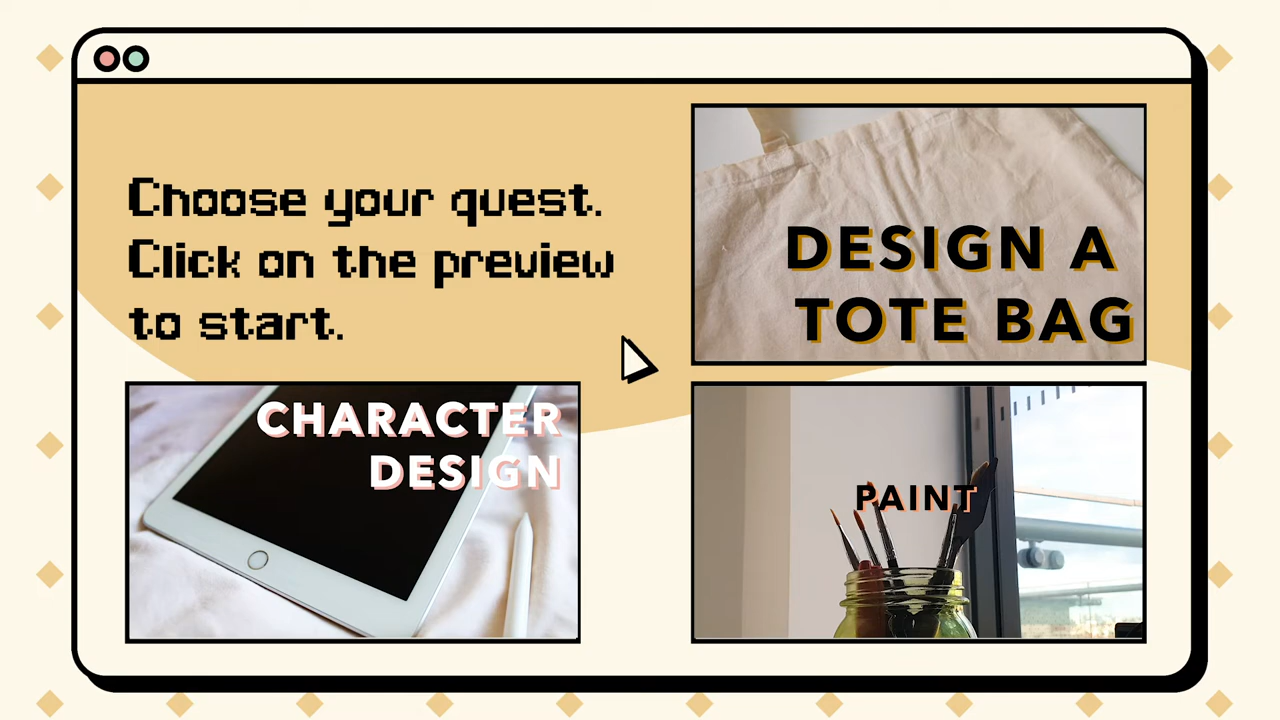 Choose your quest.
Click on the preview
to start.
DESIGN A
TOTE BAG
CHARACTER
DESIGN
PAINT